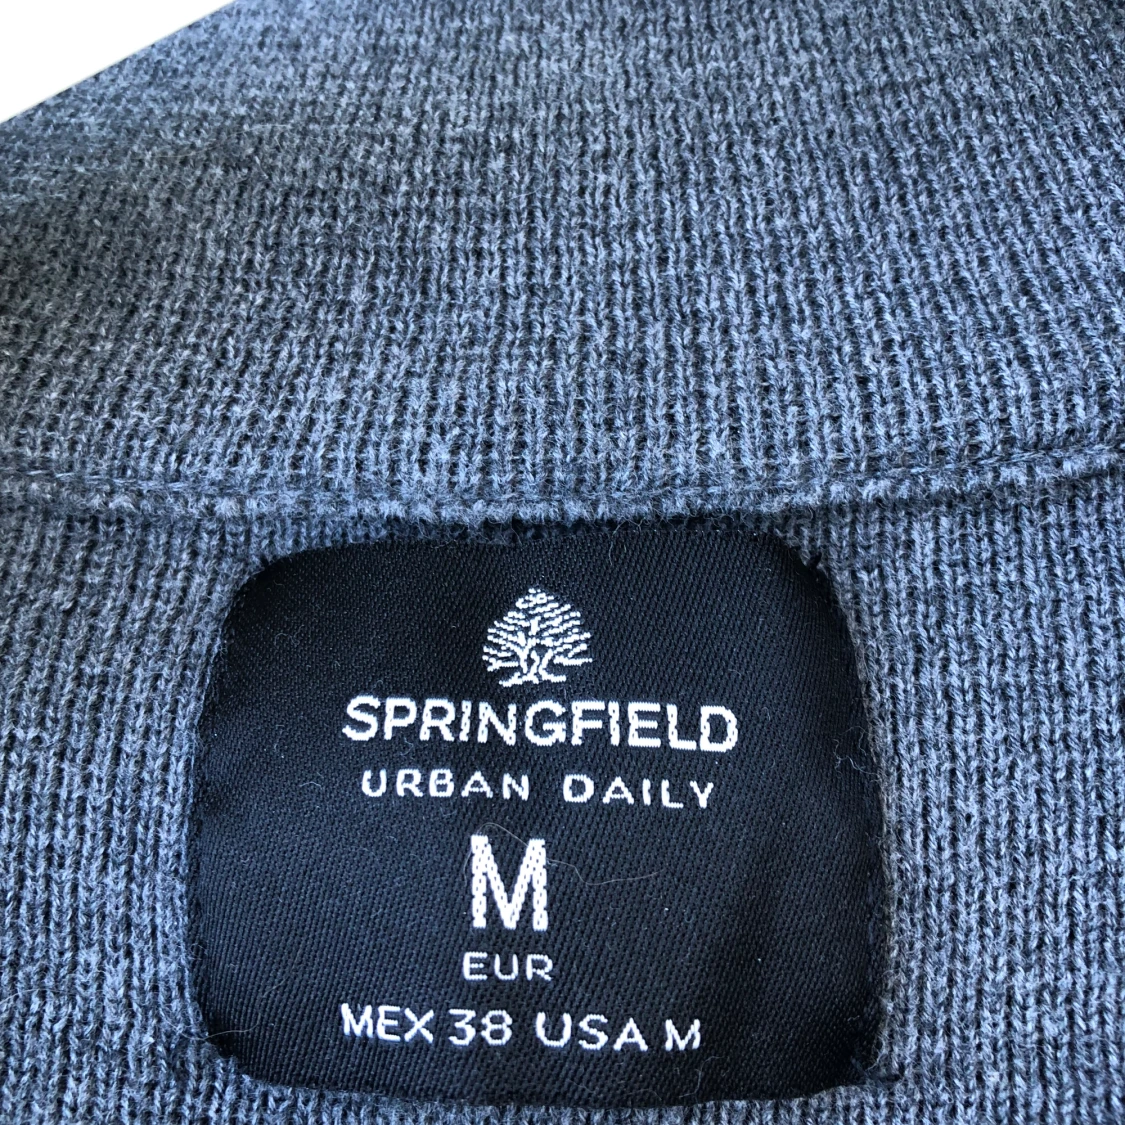 SPRINGFIELD
URBAN DAILY
M
EUR
MEX 38 USA M